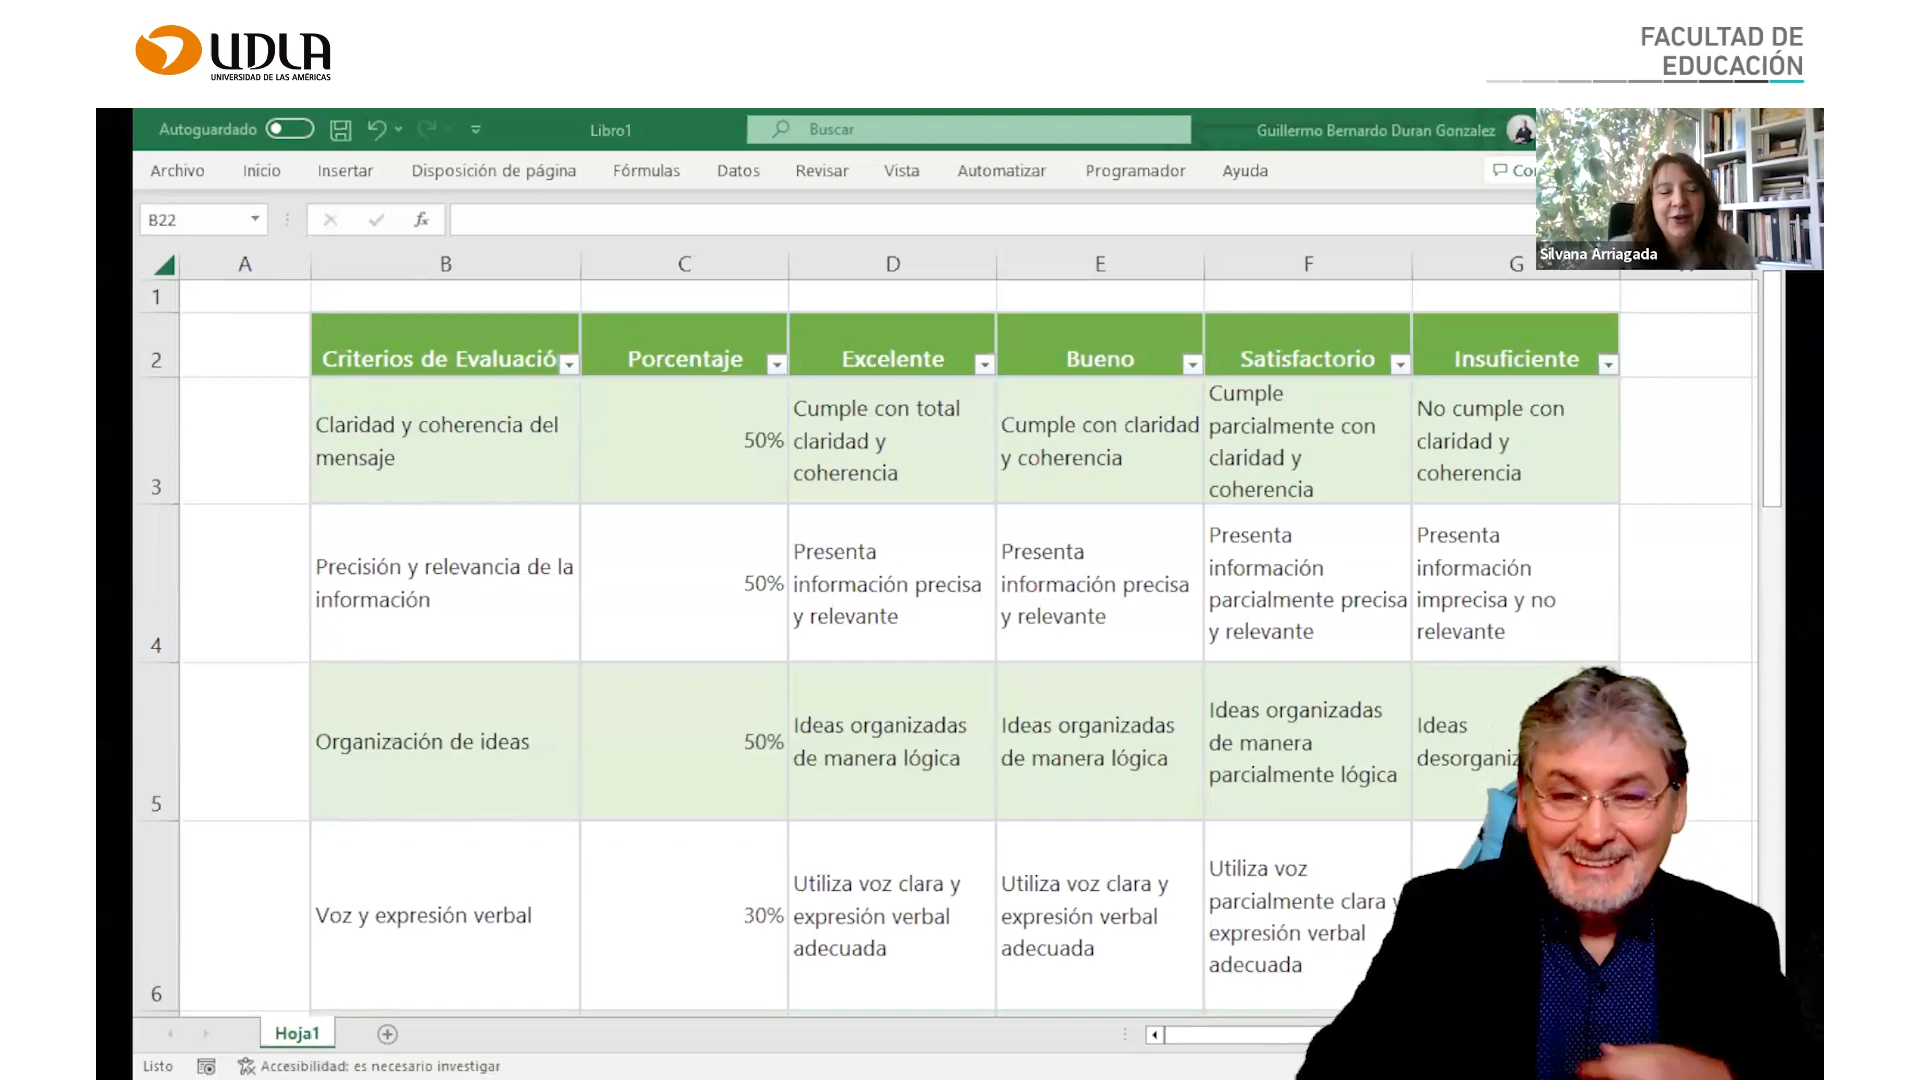 UDLA
UNIVERSIDAD DE LAS AMÉRICAS
FACULTAD DE
EDUCACIÓN
Autoguardado
Libro1
Buscar
Guillermo Bernardo Duran Gonzalez
Archivo
Inicio
Insertar
Disposición de página
Fórmulas
Datos
Revisar
Vista
Automatizar
Programador
Ayuda
Co
Silvana Arriagada
B22
fx
A
B
C
D
E
F
G
1
2
Criterios de Evaluació
Porcentaje
Excelente
Bueno
Satisfactorio
Insuficiente
3
Claridad y coherencia del
mensaje
50%
Cumple con total
claridad y
coherencia
Cumple con claridad
y coherencia
Cumple
parcialmente con
claridad y
coherencia
No cumple con
claridad y
coherencia
4
Precisión y relevancia de la
información
50%
Presenta
información precisa
y relevante
Presenta
información precisa
y relevante
Presenta
información
parcialmente precisa
y relevante
Presenta
información
imprecisa y no
relevante
5
Organización de ideas
50%
Ideas organizadas
de manera lógica
Ideas organizadas
de manera lógica
Ideas organizadas
de manera
parcialmente lógica
Ideas
desorganiz
6
Voz y expresión verbal
30%
Utiliza voz clara y
expresión verbal
adecuada
Utiliza voz clara y
expresión verbal
adecuada
Utiliza voz
parcialmente clara y
expresión verbal
adecuada
Hoja1
Listo
Accesibilidad: es necesario investigar